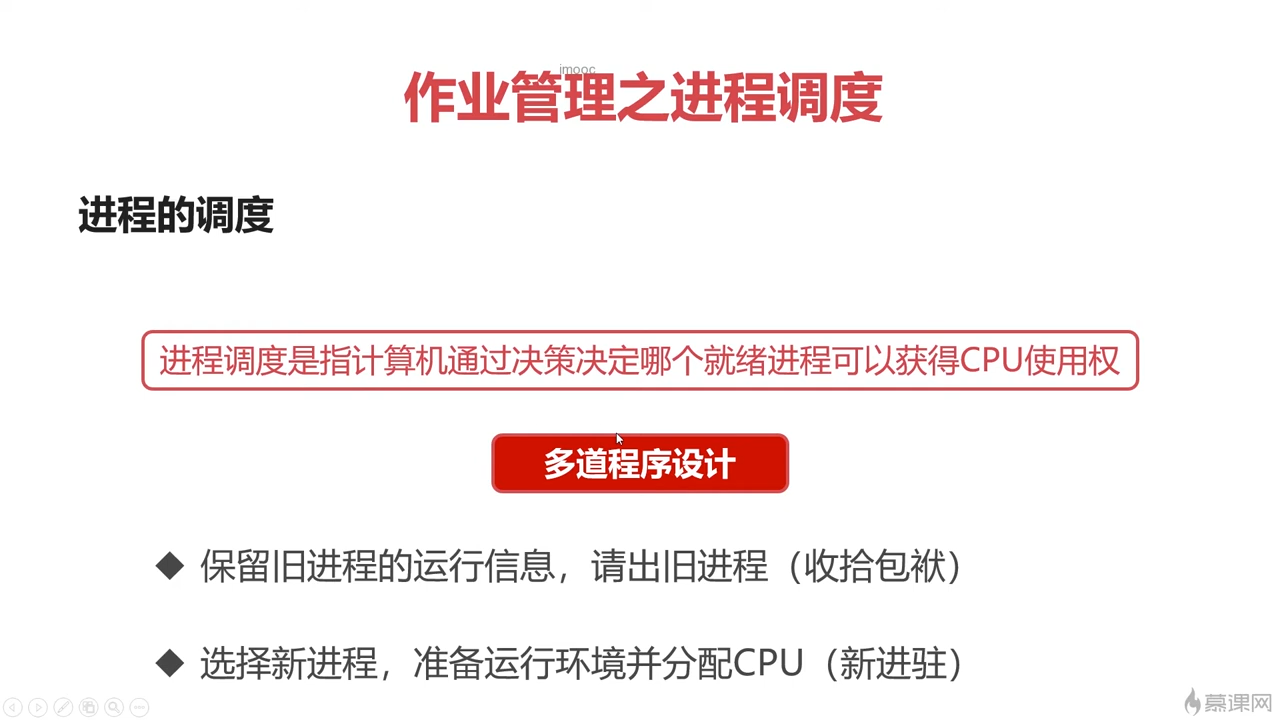 imooc
作业管理之进程调度
进程的调度
进程调度是指计算机通过决策决定哪个就绪进程可以获得CPU使用权
多道程序设计
◆ 保留旧进程的运行信息，请出旧进程（收拾包袱）
◆ 选择新进程，准备运行环境并分配CPU（新进驻）
慕课网